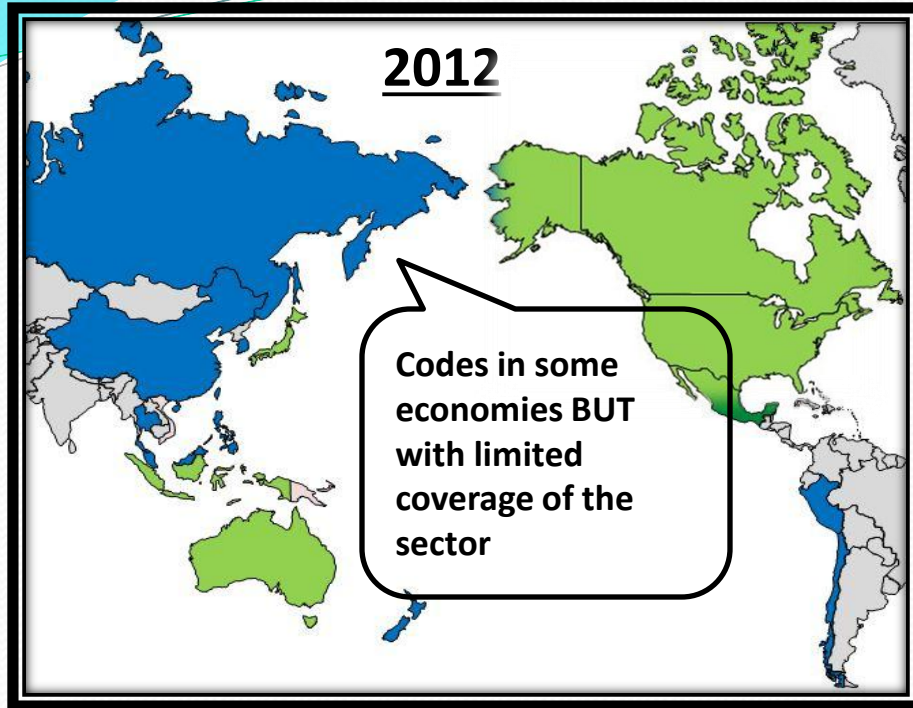 2012
Codes in some
economies BUT
with limited
coverage of the
sector